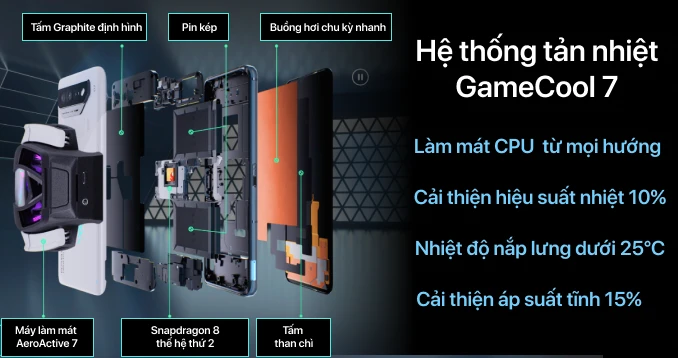 Tấm Graphite định hình
Pin kép
Buồng hơi chu kỳ nhanh
Hệ thống tản nhiệt
GameCool 7
Làm mát CPU từ mọi hướng
Cải thiện hiệu suất nhiệt 10%
Nhiệt độ nắp lưng dưới 25°C
Cải thiện áp suất tĩnh 15%
Máy làm mát
AeroActive 7
Snapdragon 8
thế hệ thứ 2
Tấm
than chì